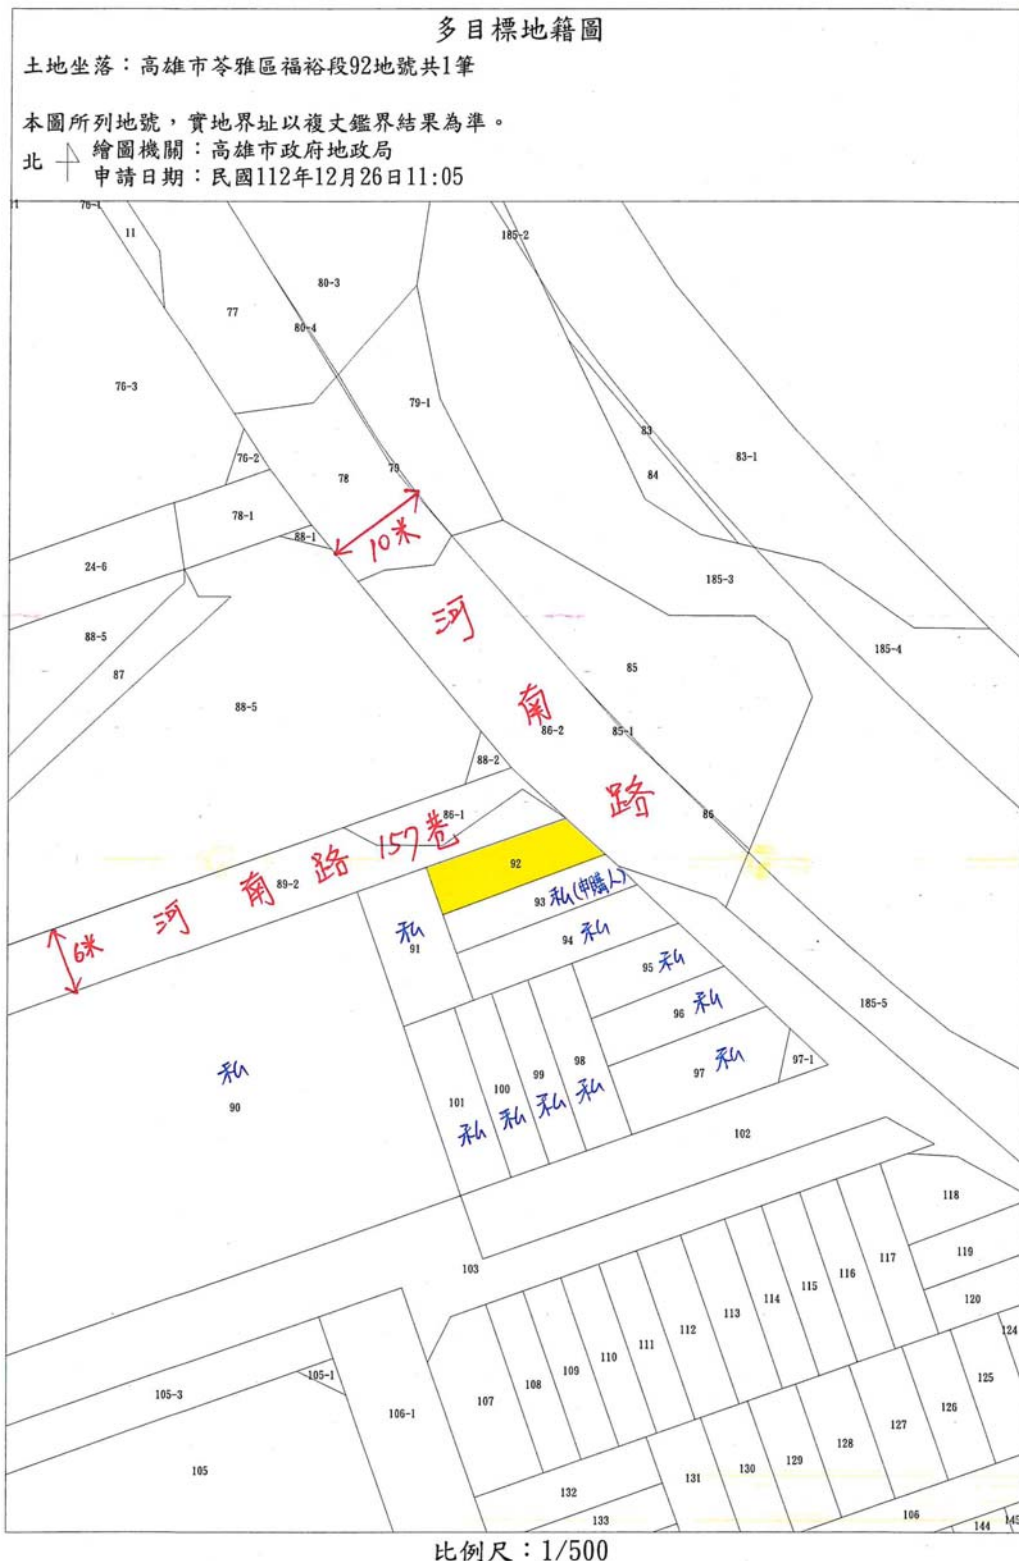 多目標地籍圖
土地坐落：高雄市苓雅區福裕段92地號共1筆
本圖所列地號，實地界址以複丈鑑界結果為準。
北
繪圖機關：高雄市政府地政局
申請日期：民國112年12月26日11:05
11
76-1
11
185-2
80-3
77
80-4
76-3
79-1
83
83-1
76-2
79
84
78
78-1
10米
88-1
24-6
185-3
河
88-5
185-4
87
85
88-5
南
86-2
85-1
88-2
路
86-1
86
河南路157巷
89-2
92
93 私(申購人)
私
91
94 私
6米
95 私
96 私
185-5
97 私
97-1
98 私
99 私
100 私
101 私
私
90
102
118
117
116
115
114
113
112
111
110
109
108
107
119
120
103
124
125
126
127
128
129
130
131
105-1
105-3
106-1
105
132
133
106
144
145
比例尺：1/500